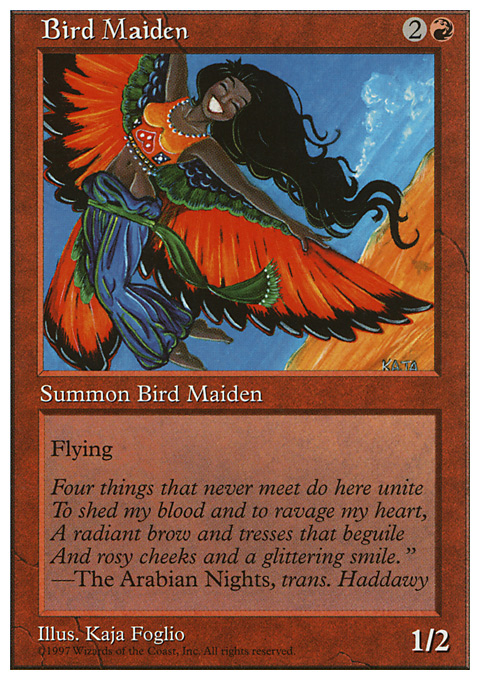 Bird Maiden 2
KAJA
Summon Bird Maiden
Flying
Four things that never meet do here unite
To shed my blood and to ravage my heart,
A radiant brow and tresses that beguile
And rosy cheeks and a glittering smile.”
—The Arabian Nights, trans. Haddawy
Illus. Kaja Foglio
©1997 Wizards of the Coast, Inc. All rights reserved.
1/2